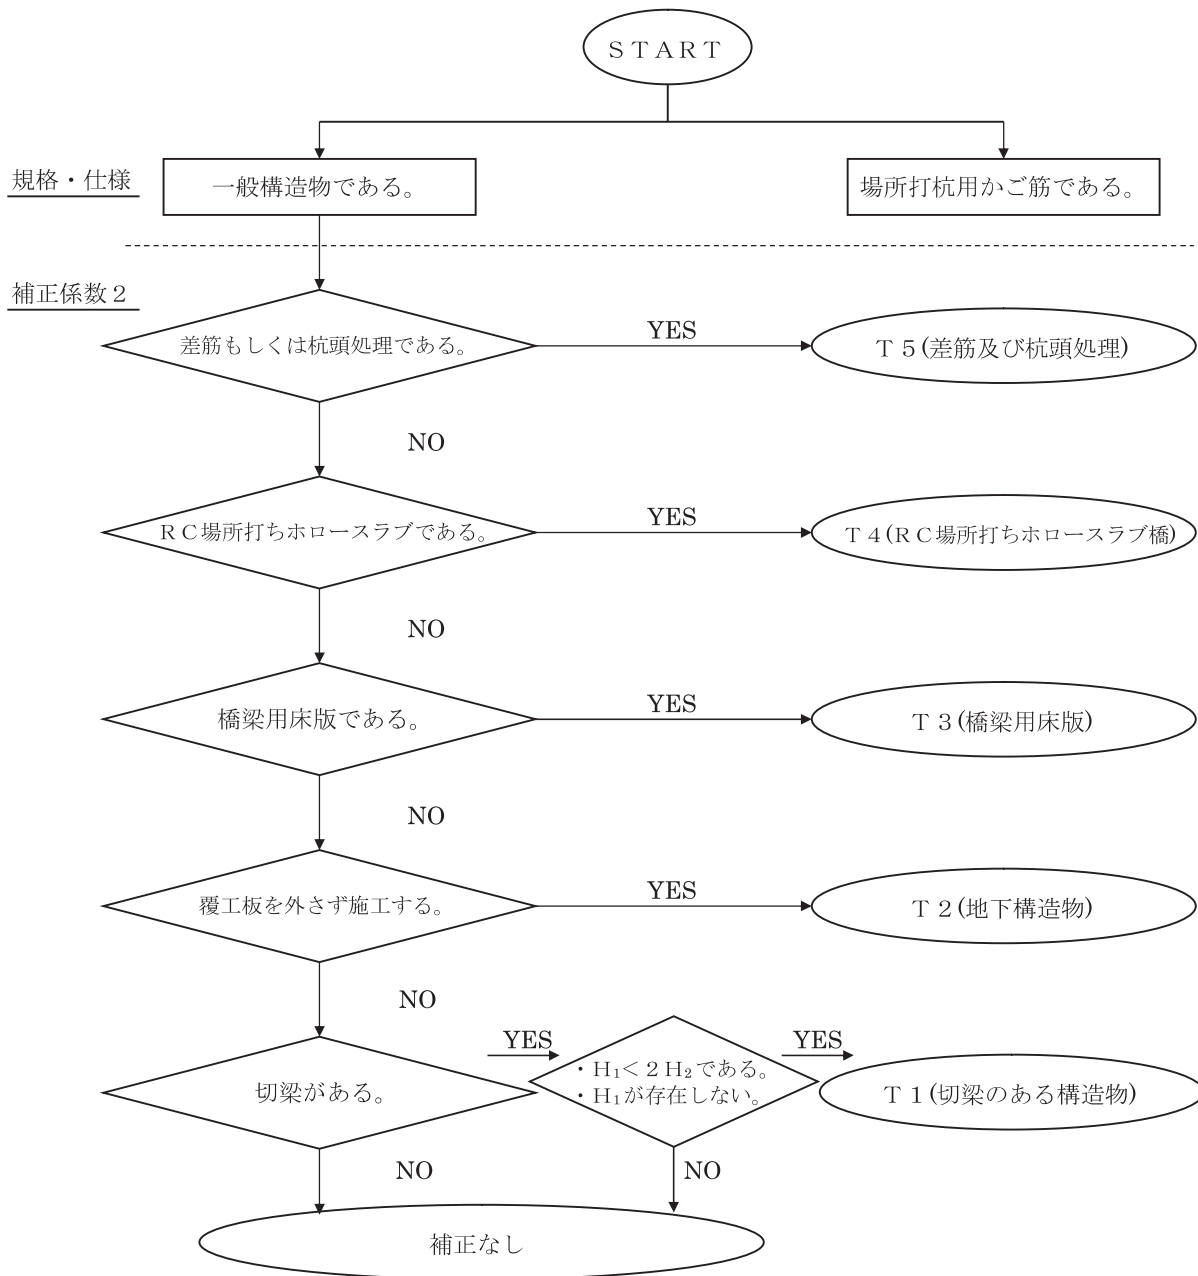 ＳＴＡＲＴ
規格・仕様
一般構造物である。
場所打杭用かご筋である。
補正係数２
差筋もしくは杭頭処理である。
YES
Ｔ５(差筋及び杭頭処理)
NO
ＲＣ場所打ちホロースラブである。
YES
Ｔ４(ＲＣ場所打ちホロースラブ橋)
NO
橋梁用床版である。
YES
Ｔ３(橋梁用床版)
NO
覆工板を外さず施工する。
YES
Ｔ２(地下構造物)
NO
切梁がある。
YES
・H₁<２H₂である。
・H₁が存在しない。
YES
Ｔ１(切梁のある構造物)
NO
NO
補正なし